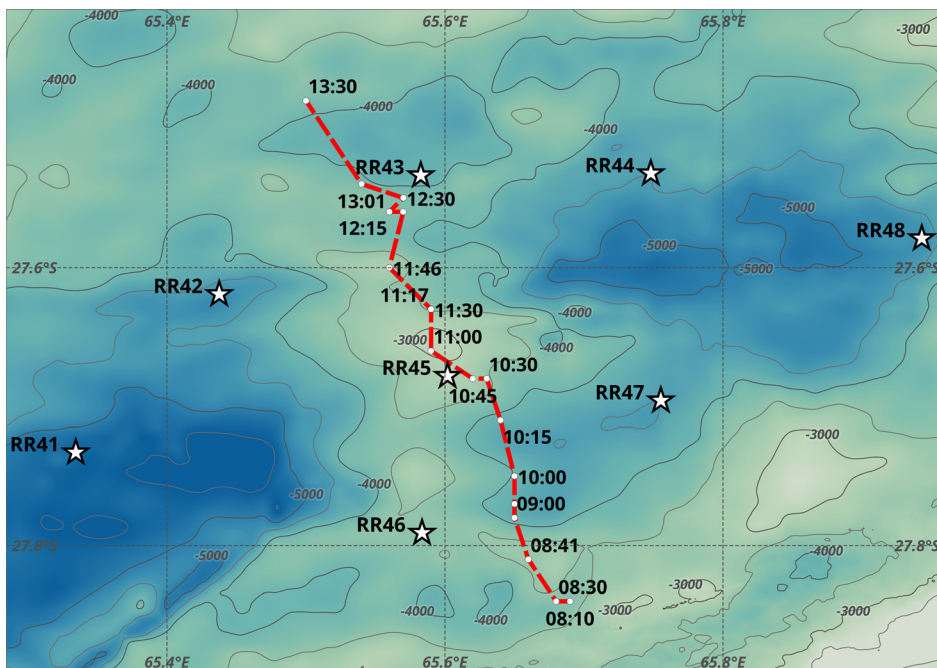 -4000
65.4°E
65.6°E
65.8°E
-3000
-4000
-4000
13:30
-4000
-4000
RR43
RR44
13:01
12:30
-5000
12:15
-5000
RR48
27.6°S
11:46
-5000
27.6°S
RR42
11:17
11:30
-4000
-3000
11:00
-4000
RR45
10:30
10:45
RR47
RR41
10:15
-3000
-4000
10:00
-5000
09:00
RR46
27.8°S
-5000
08:41
-4000
27.8°S
08:30
-3000
-4000
-4000
08:10
-3000
-3000
65.4°E
65.6°E
65.8°E